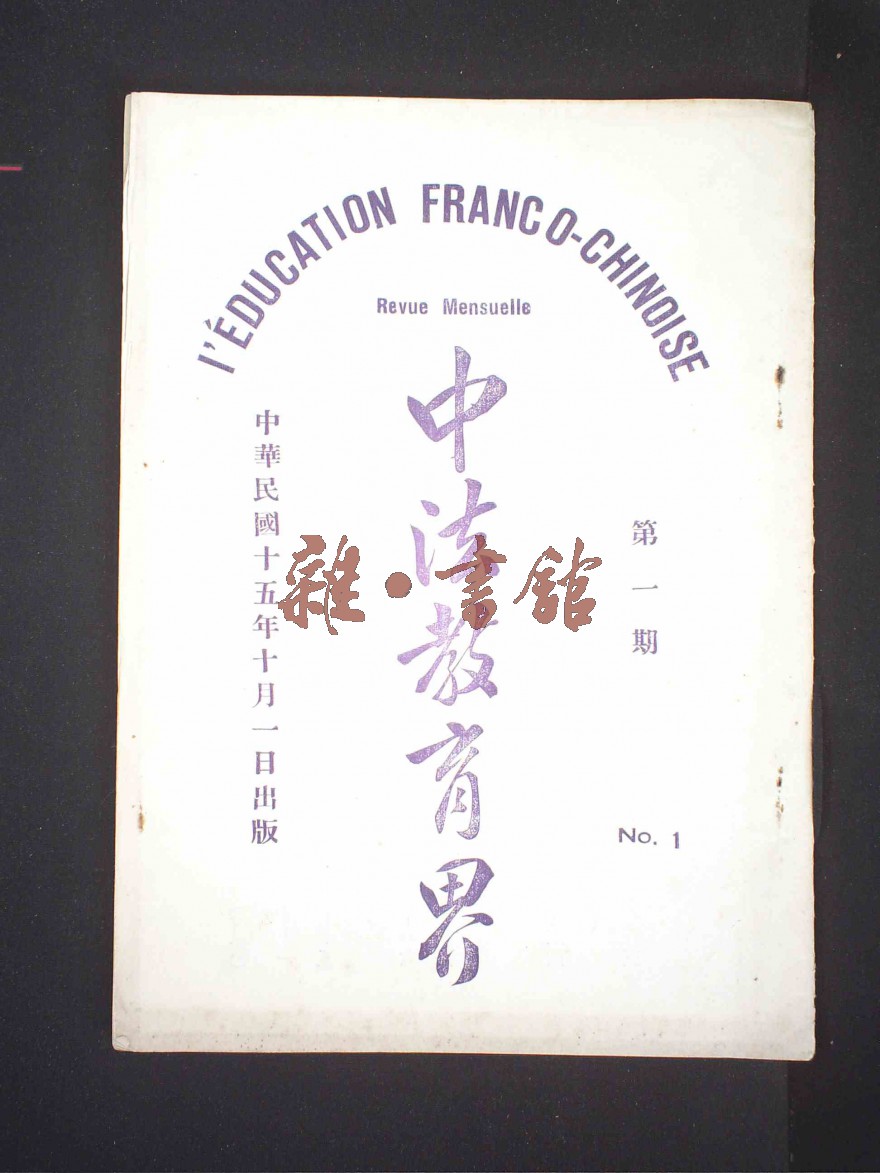 l'ÉDUCATION FRANCO-CHINOISE
Revue Mensuelle
第一期
No. 1
中法教育界
中華民國十五年十月一日出版
雜·書館